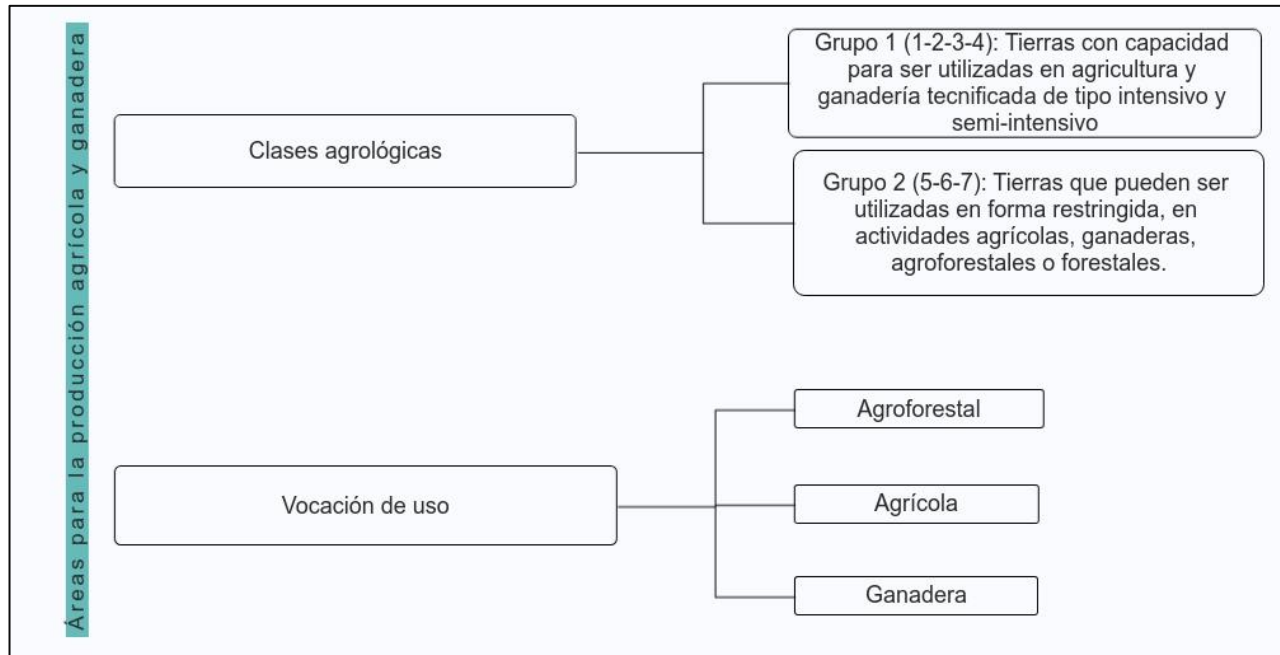 Áreas para la producción agrícola y ganadera
Clases agrológicas
Grupo 1 (1-2-3-4): Tierras con capacidad
para ser utilizadas en agricultura y
ganadería tecnificada de tipo intensivo y
semi-intensivo
Grupo 2 (5-6-7): Tierras que pueden ser
utilizadas en forma restringida, en
actividades agrícolas, ganaderas,
agroforestales o forestales.
Vocación de uso
Agroforestal
Agrícola
Ganadera